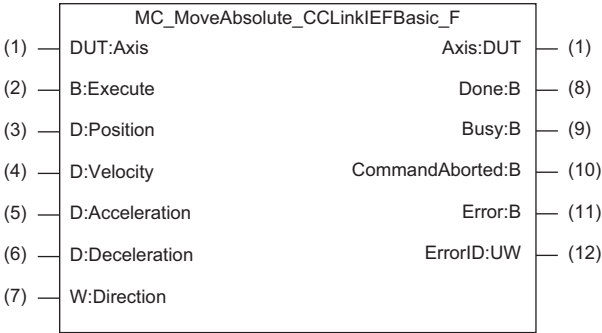 MC_MoveAbsolute_CCLinkIEFBasic_F
(1) DUT:Axis Axis:DUT (1)
(2) B:Execute Done:B (8)
(3) D:Position Busy:B (9)
(4) D:Velocity CommandAborted:B (10)
(5) D:Acceleration Error:B (11)
(6) D:Deceleration ErrorID:UW (12)
(7) W:Direction